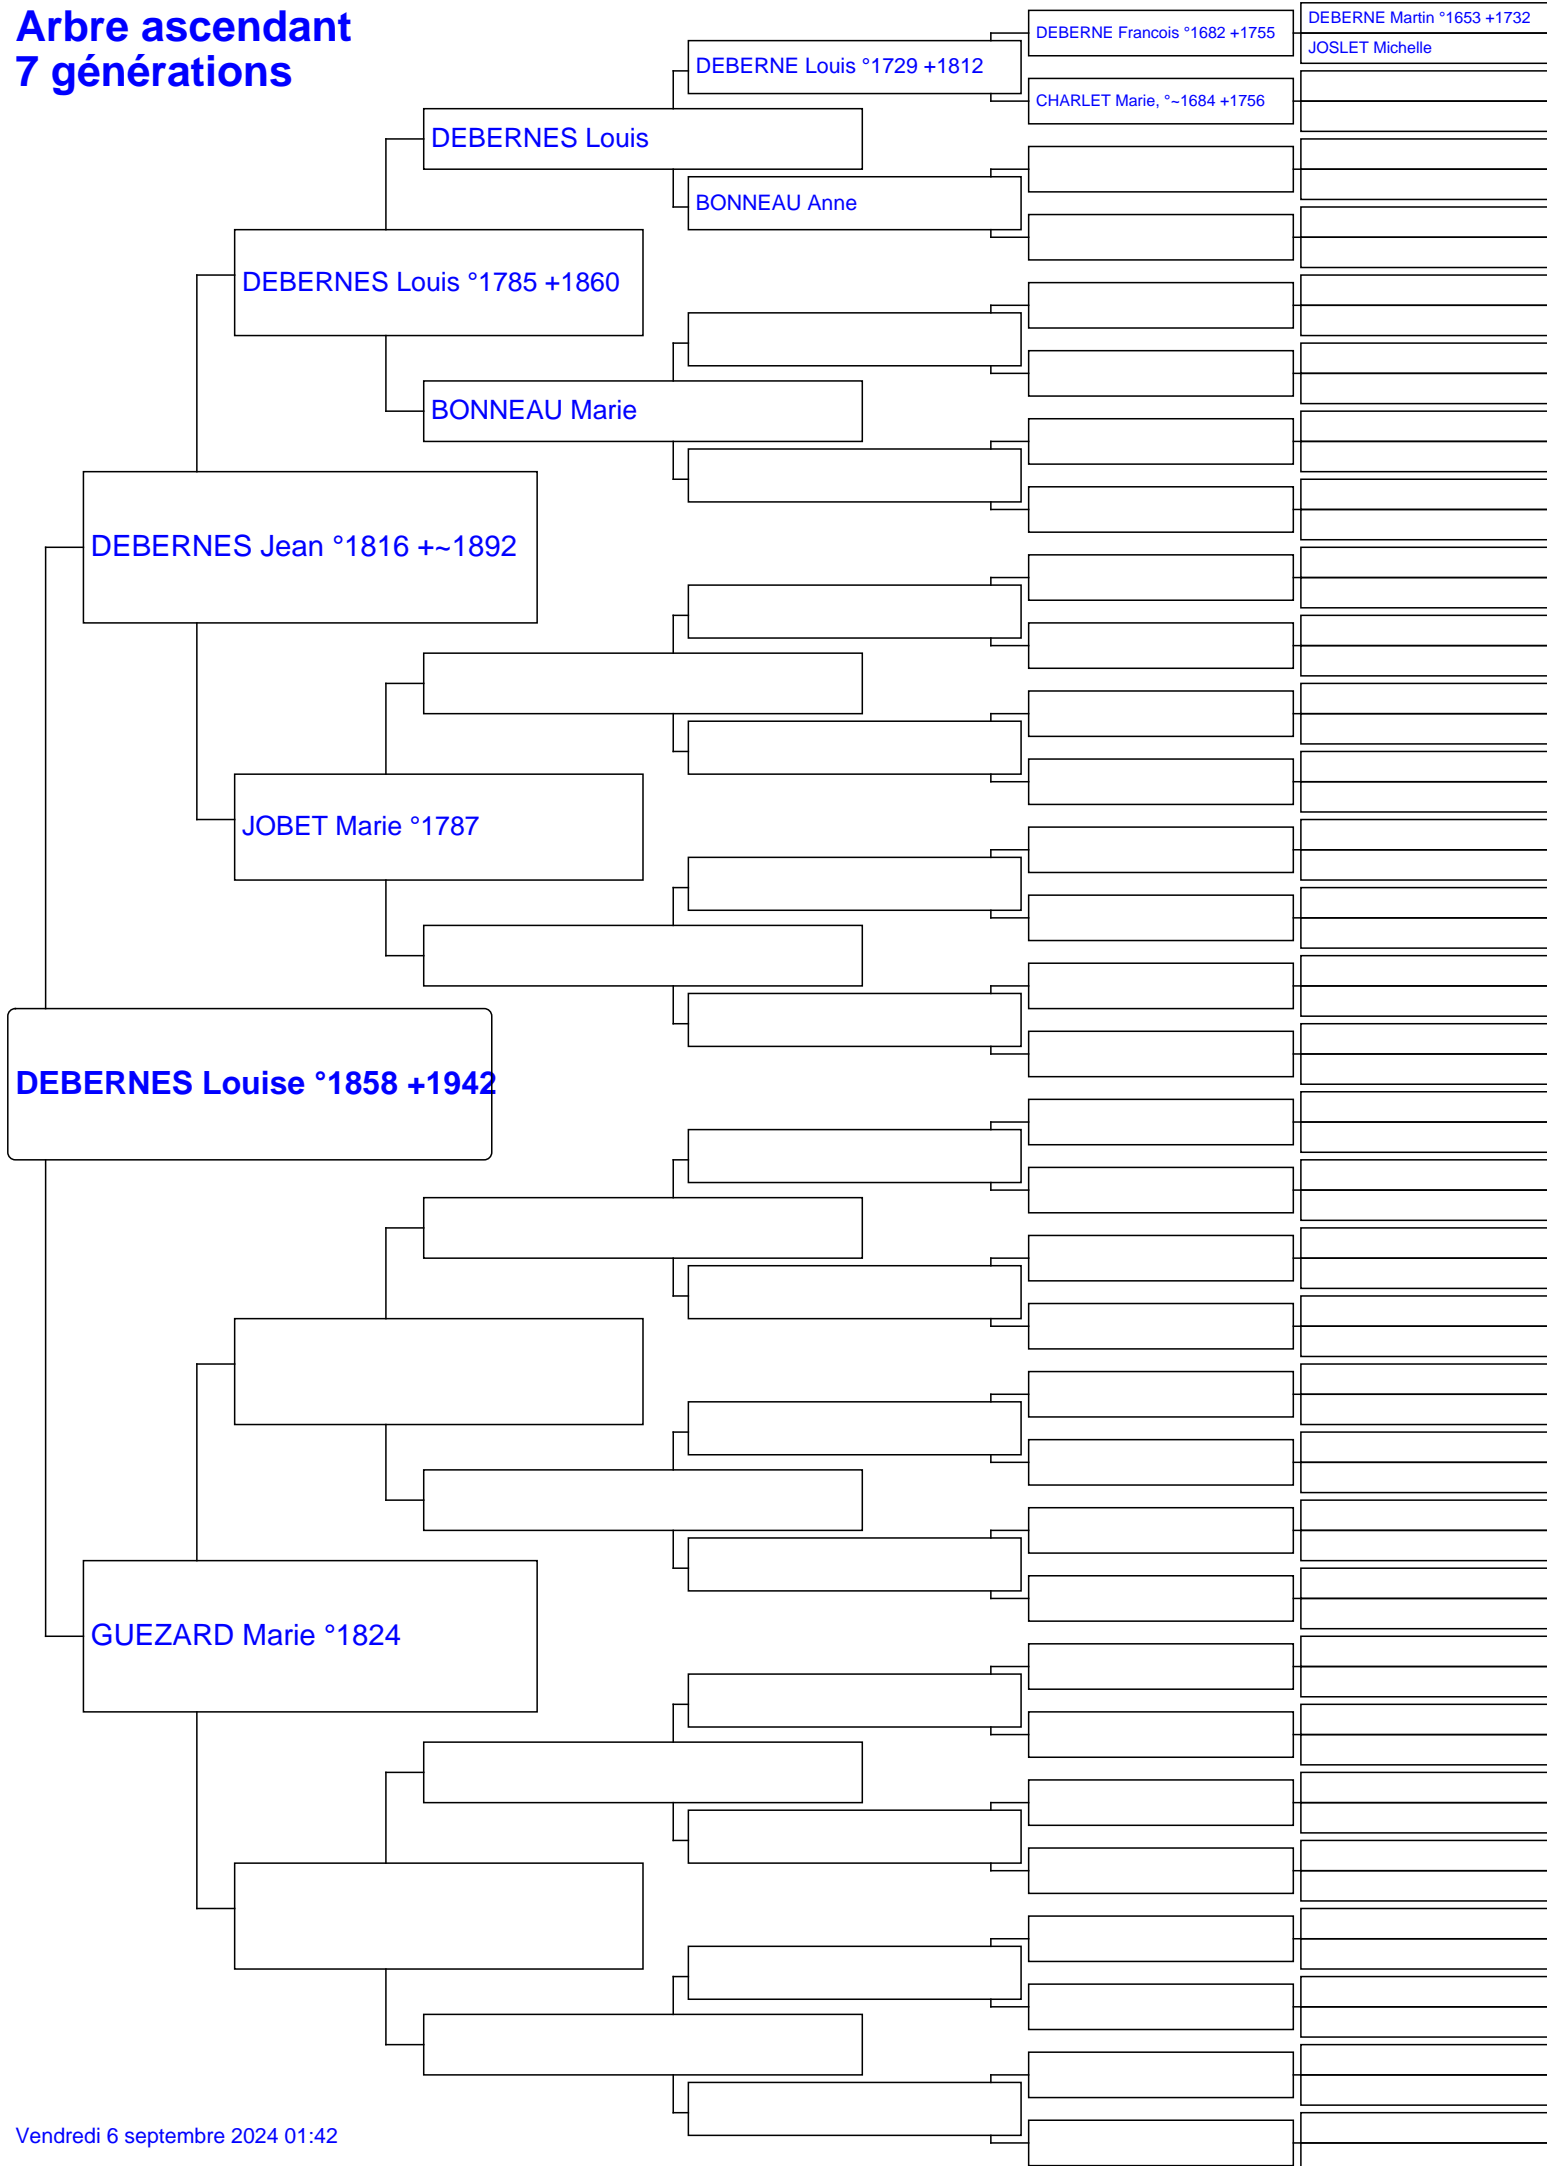 Arbre ascendant
7 générations
DEBERNE Martin °1653 +1732
DEBERNE Francois °1682 +1755
JOSLET Michelle
DEBERNE Louis °1729 +1812
CHARLET Marie, °~1684 +1756
DEBERNES Louis
BONNEAU Anne
DEBERNES Louis °1785 +1860
BONNEAU Marie
DEBERNES Jean °1816 +~1892
JOBET Marie °1787
DEBERNES Louise °1858 +1942
GUEZARD Marie °1824
Vendredi 6 septembre 2024 01:42